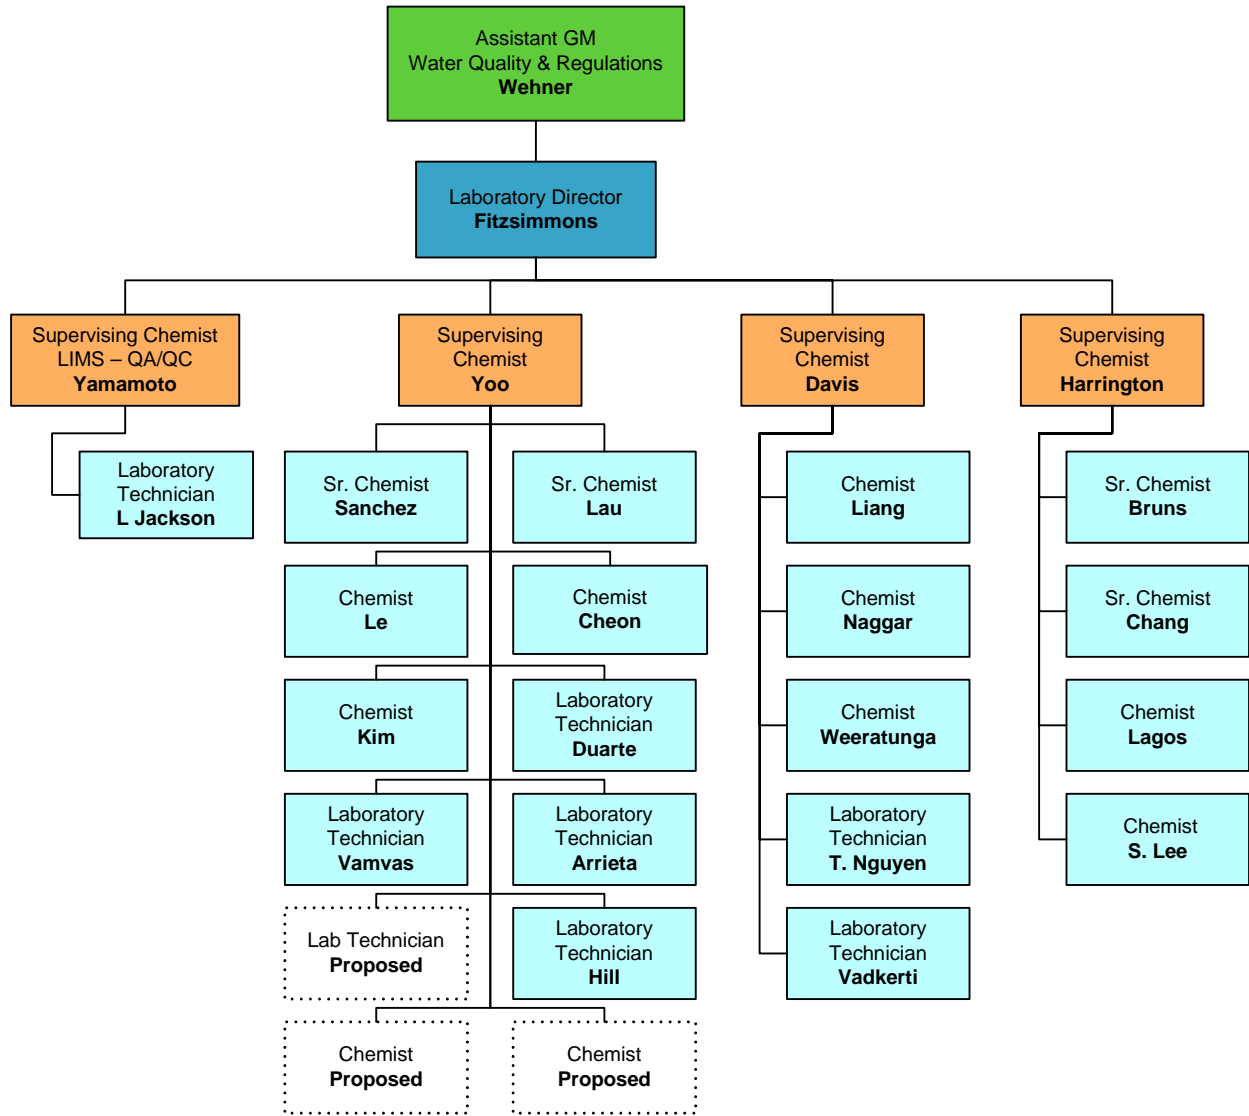 Assistant GM
Water Quality & Regulations
Wehner
Laboratory Director
Fitzsimmons
Supervising Chemist
LIMS – QA/QC
Yamamoto
Supervising
Chemist
Yoo
Supervising
Chemist
Davis
Supervising
Chemist
Harrington
Laboratory
Technician
L Jackson
Sr. Chemist
Sanchez
Sr. Chemist
Lau
Chemist
Liang
Sr. Chemist
Bruns
Chemist
Le
Chemist
Cheon
Chemist
Naggar
Sr. Chemist
Chang
Chemist
Kim
Laboratory
Technician
Duarte
Chemist
Weeratunga
Chemist
Lagos
Laboratory
Technician
Vamvas
Laboratory
Technician
Arrieta
Laboratory
Technician
T. Nguyen
Chemist
S. Lee
Lab Technician
Proposed
Laboratory
Technician
Hill
Laboratory
Technician
Vadkerti
Chemist
Proposed
Chemist
Proposed